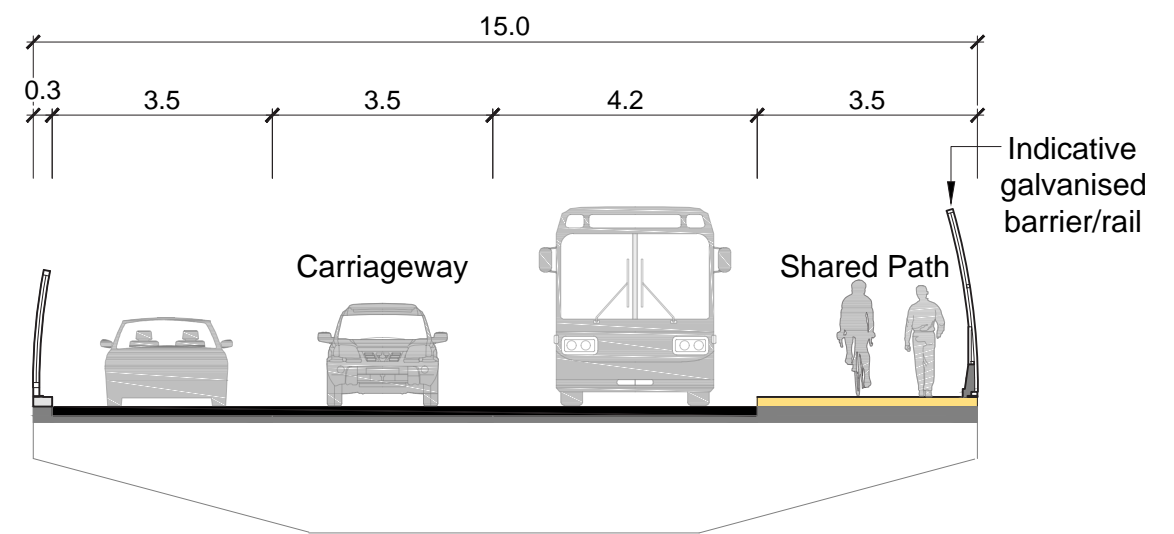 15.0
0.3
3.5
3.5
4.2
3.5
Indicative
galvanised
barrier/rail
Carriageway
Shared Path